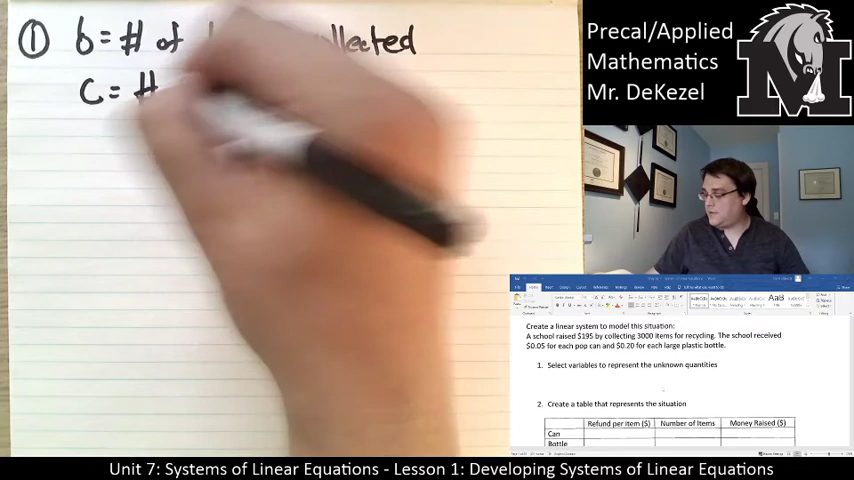 ① b = # of collected
c = #
Precal/Applied
Mathematics
Mr. DeKezel
M
Create a linear system to model this situation:
A school raised $195 by collecting 3000 items for recycling. The school received
$0.05 for each pop can and $0.20 for each large plastic bottle.
1. Select variables to represent the unknown quantities
2. Create a table that represents the situation
Refund per item ($) Number of Items Money Raised ($)
Can
Bottle
Unit 7: Systems of Linear Equations - Lesson 1: Developing Systems of Linear Equations